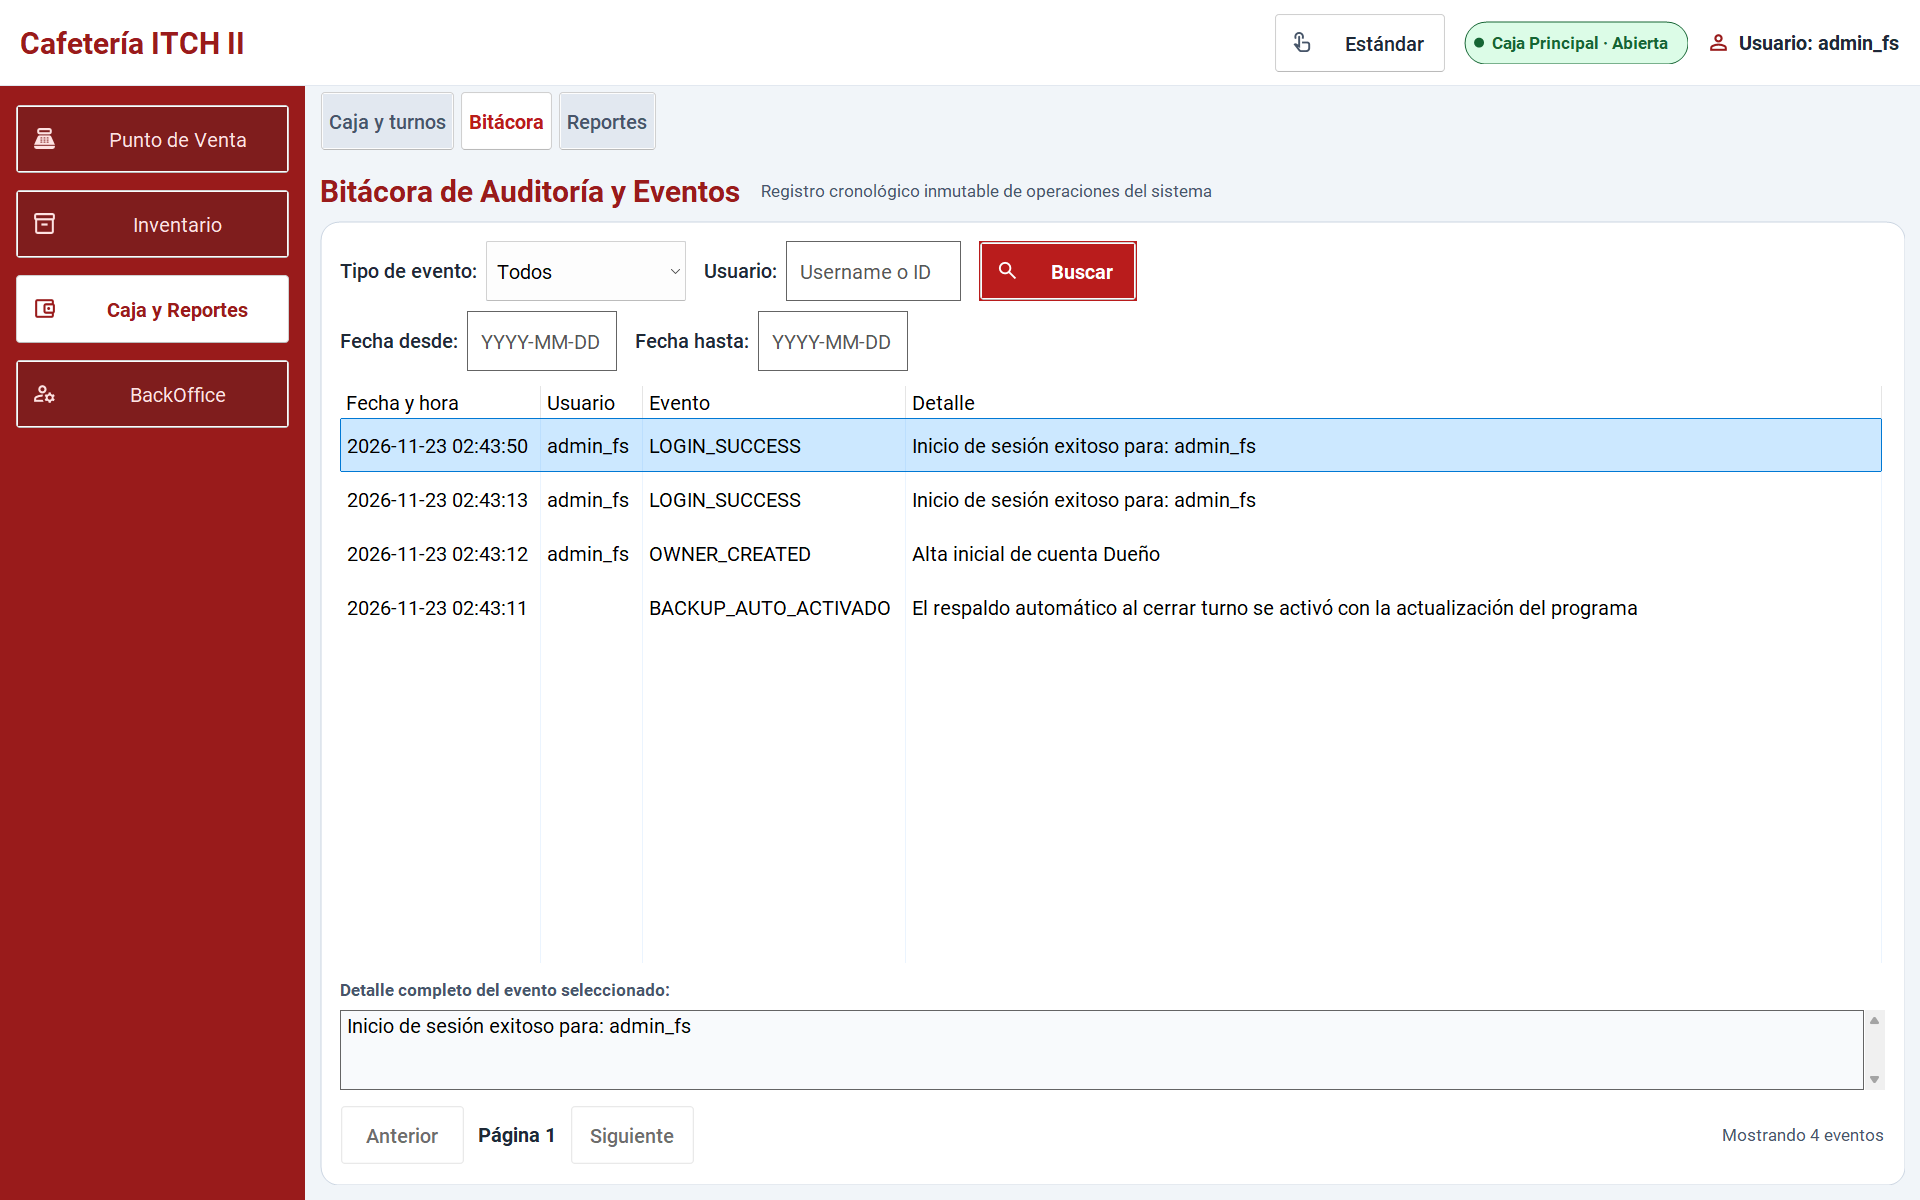 Cafetería ITCH II
Estándar
Caja Principal · Abierta
Usuario: admin_fs
Punto de Venta
Inventario
Caja y Reportes
BackOffice
Caja y turnos
Bitácora
Reportes
Bitácora de Auditoría y Eventos
Registro cronológico inmutable de operaciones del sistema
Tipo de evento: Todos
Usuario: Username o ID
Buscar
Fecha desde: YYYY-MM-DD
Fecha hasta: YYYY-MM-DD
Fecha y hora Usuario Evento Detalle
2026-11-23 02:43:50 admin_fs LOGIN_SUCCESS Inicio de sesión exitoso para: admin_fs
2026-11-23 02:43:13 admin_fs LOGIN_SUCCESS Inicio de sesión exitoso para: admin_fs
2026-11-23 02:43:12 admin_fs OWNER_CREATED Alta inicial de cuenta Dueño
2026-11-23 02:43:11 BACKUP_AUTO_ACTIVADO El respaldo automático al cerrar turno se activó con la actualización del programa
Detalle completo del evento seleccionado:
Inicio de sesión exitoso para: admin_fs
Anterior
Página 1
Siguiente
Mostrando 4 eventos